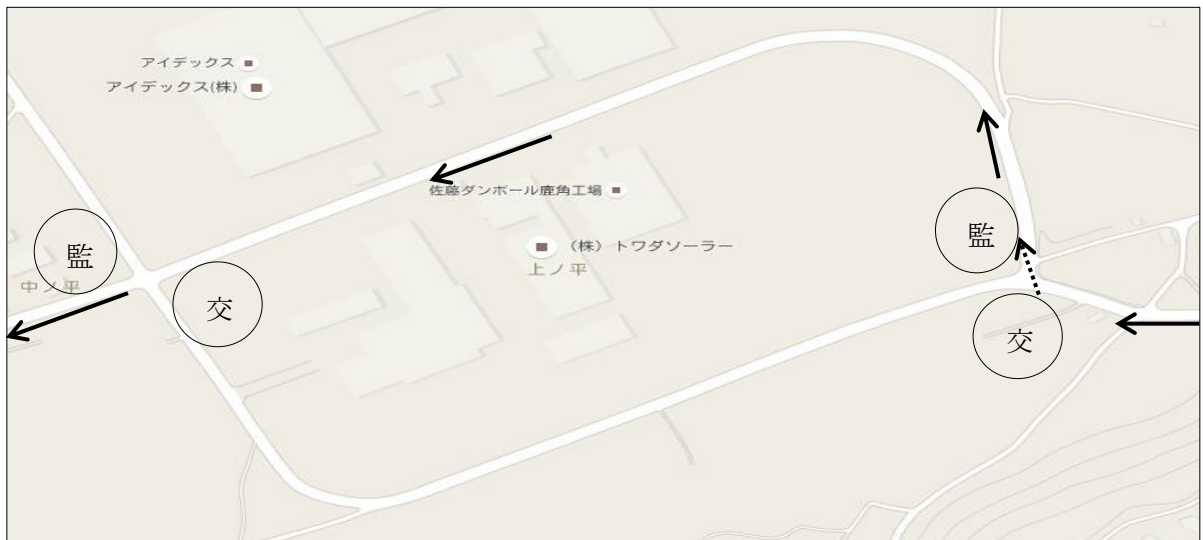 アイデックス
アイデックス(株)
佐藤ダンボール鹿角工場
(株)トワダソーラー
上ノ平
監
中ノ平
交
監
交